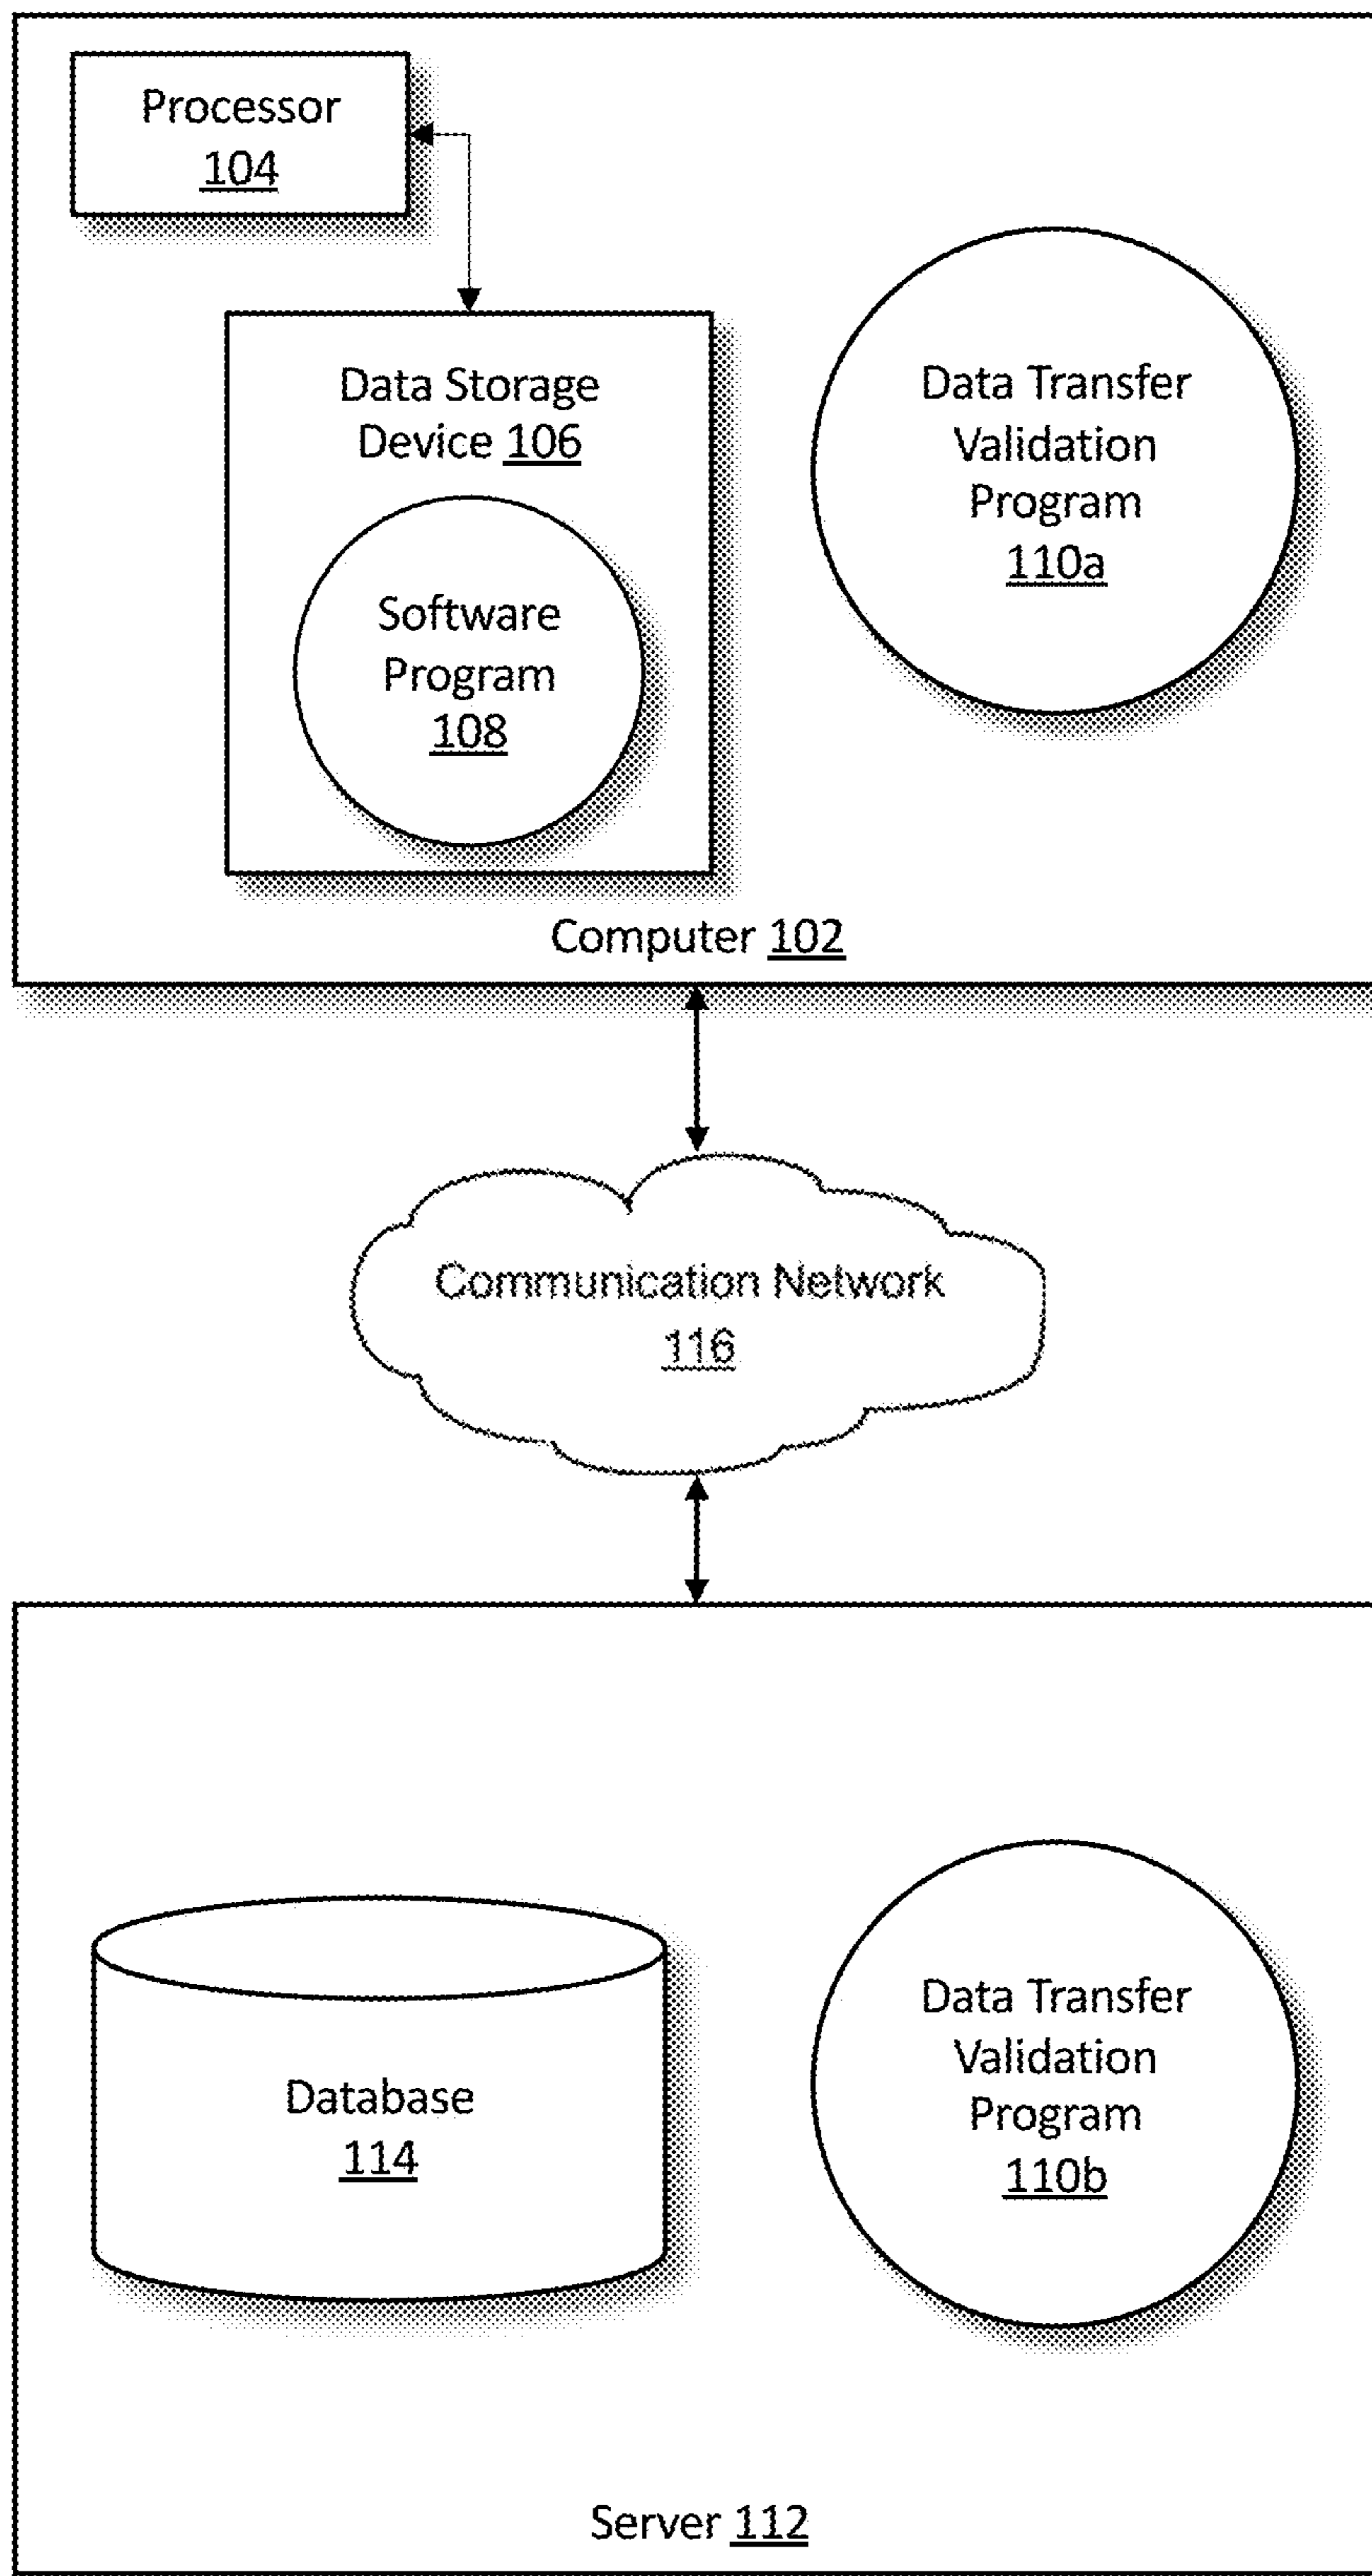 Processor
104
Data Storage
Device 106
Software
Program
108
Data Transfer
Validation
Program
110a
Computer 102
Communication Network
116
Database
114
Data Transfer
Validation
Program
110b
Server 112